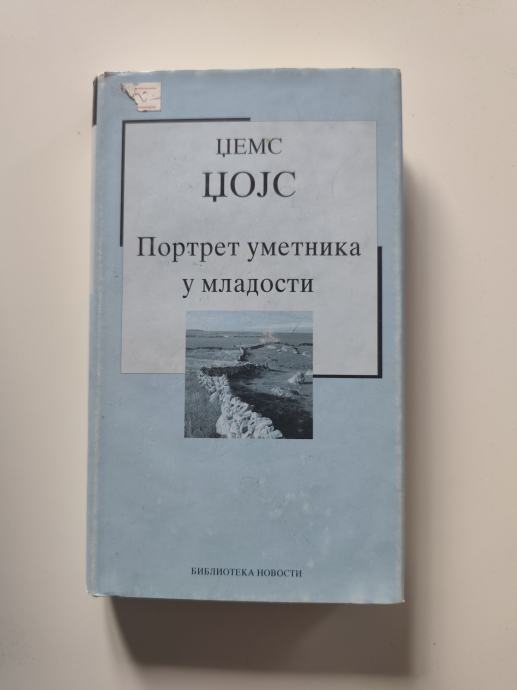 ЏЕМС
ЏОЈС
Портрет уметника
у младости
БИБЛИОТЕКА НОВОСТИ